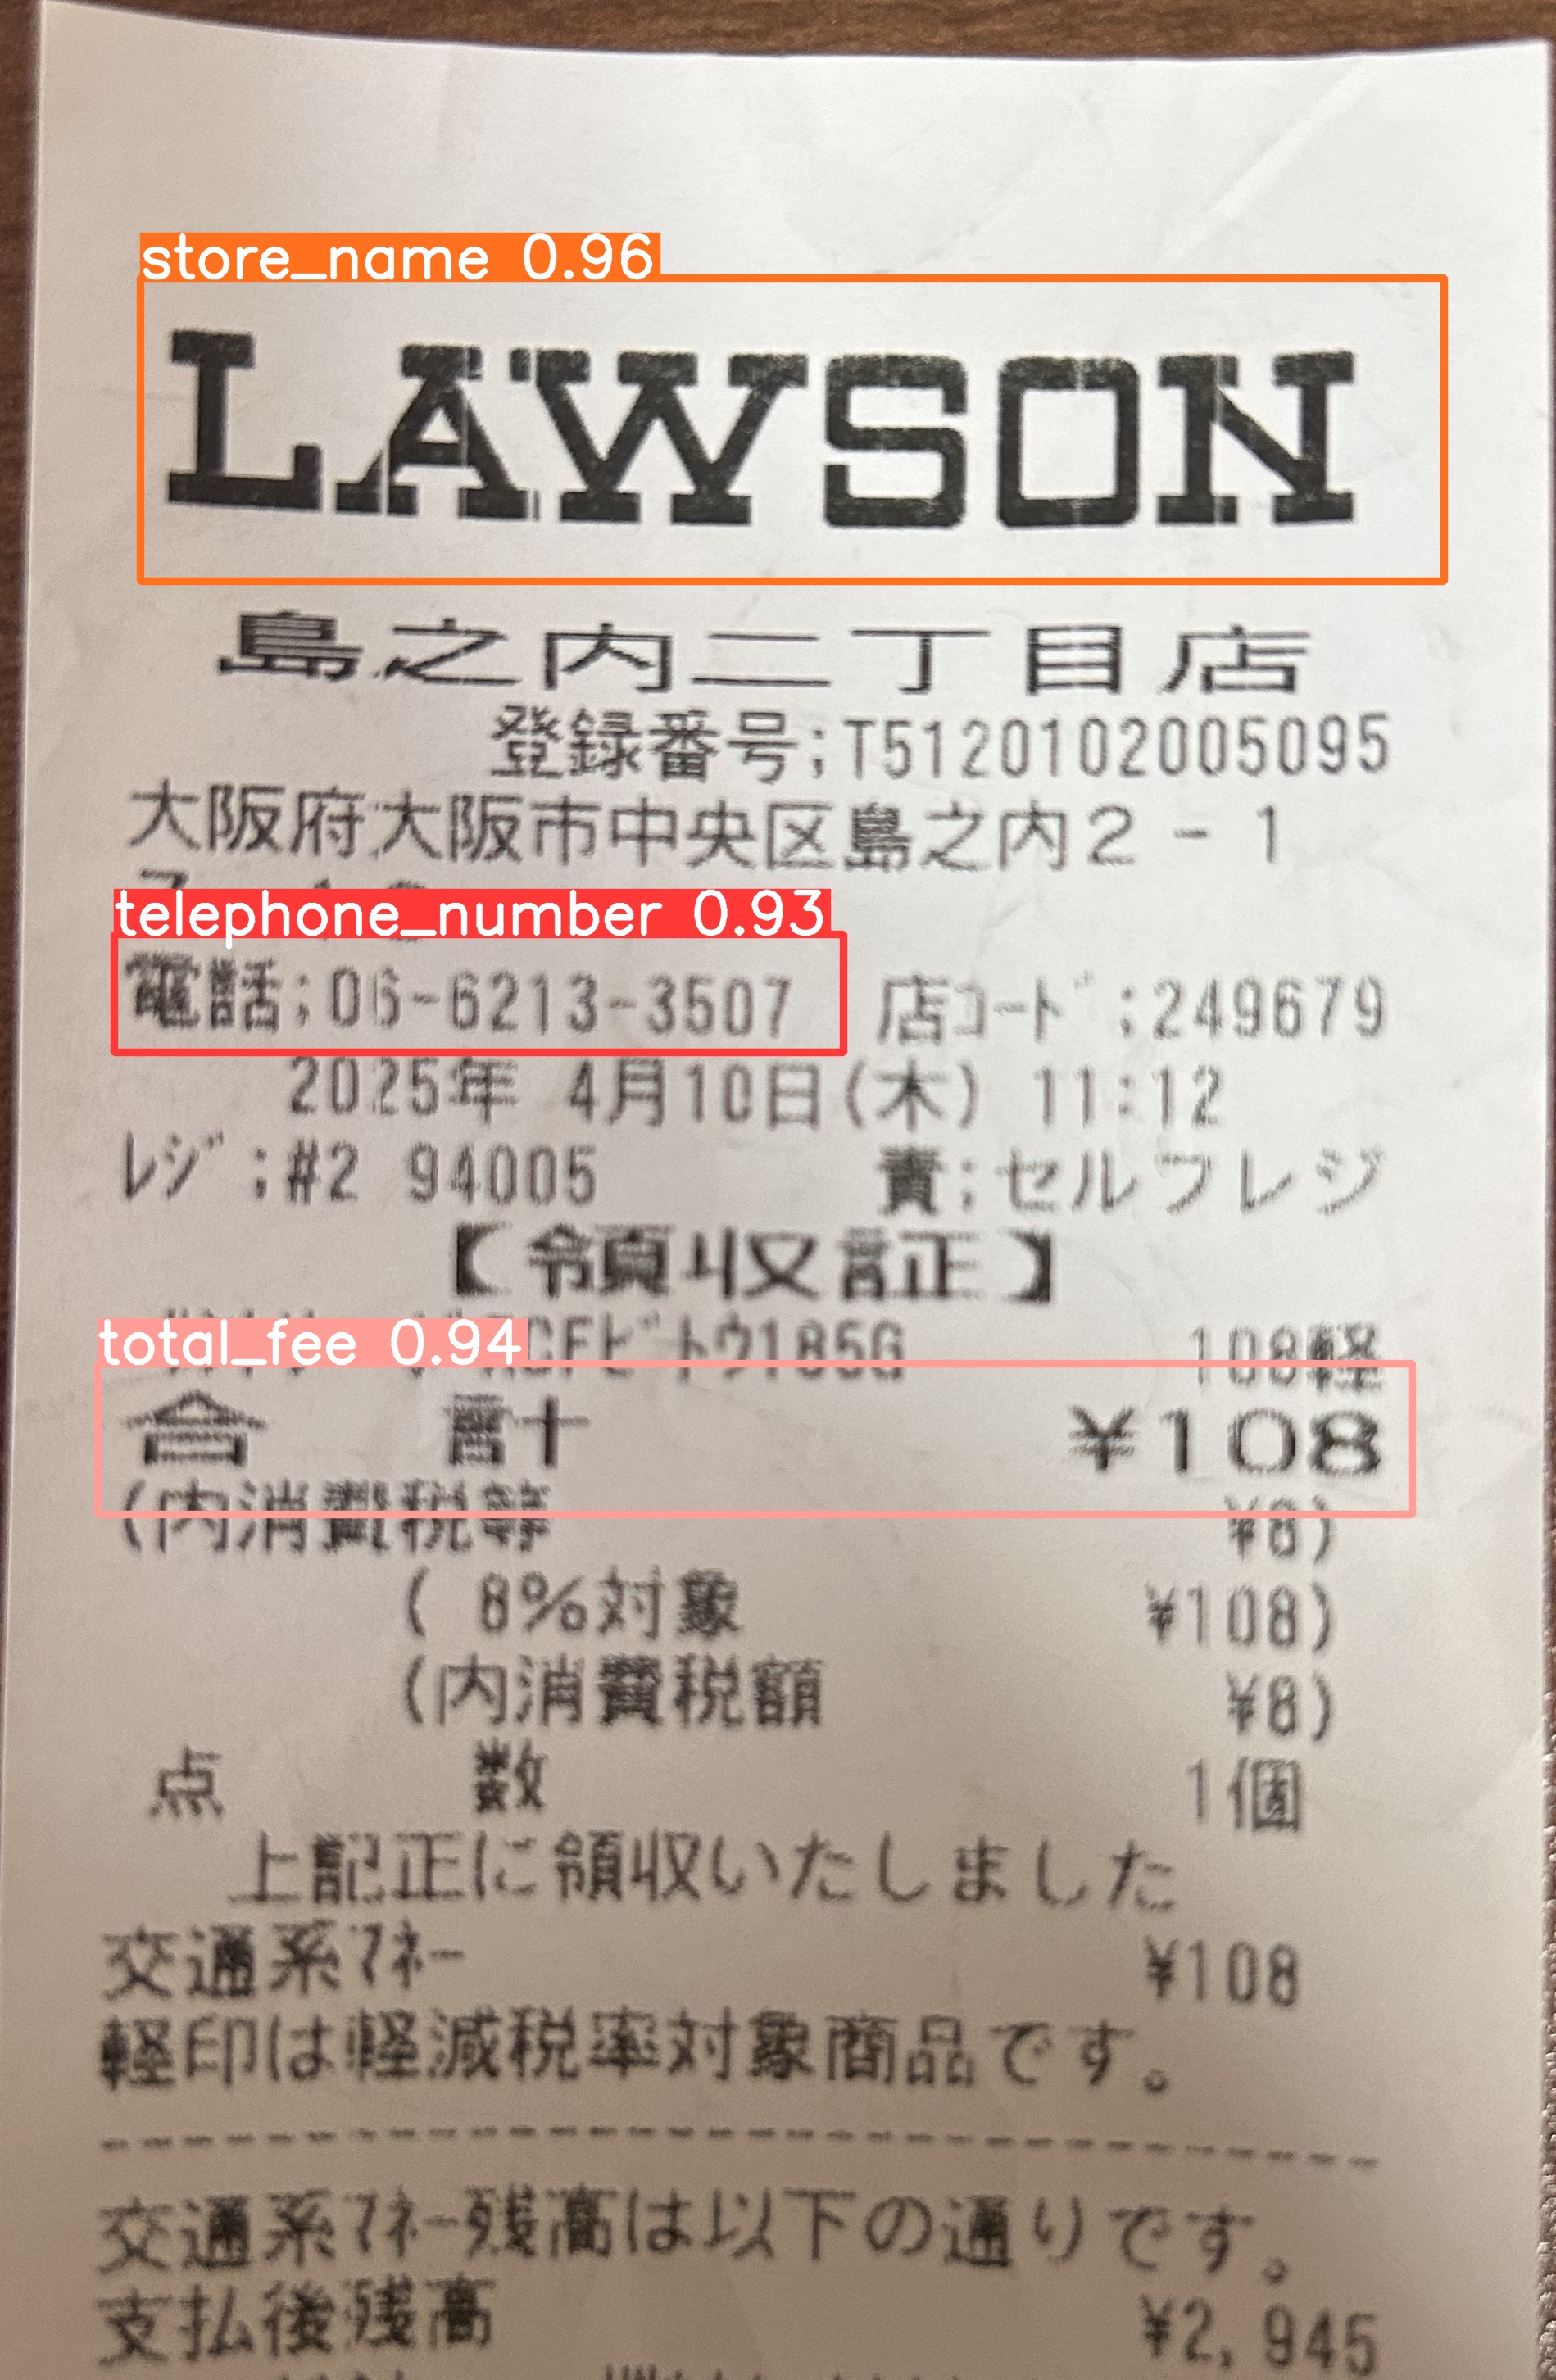 store_name 0.96
LAWSON
島之内二丁目店
登録番号;T5120102005095
大阪府大阪市中央区島之内2-1
telephone_number 0.93
電話;06-6213-3507 店コード;249679
2025年 4月10日(木) 11:12
レジ;#2 94005 責:セルフレジ
【領収証】
total_fee 0.94 CFビトウ185G 108軽
合 計 ¥108
(内消費税等 ¥8)
( 8%対象 ¥108)
(内消費税額 ¥8)
点 数 1個
上記正に領収いたしました
交通系マネー ¥108
軽印は軽減税率対象商品です。
交通系マネー残高は以下の通りです。
支払後残高 ¥2,945